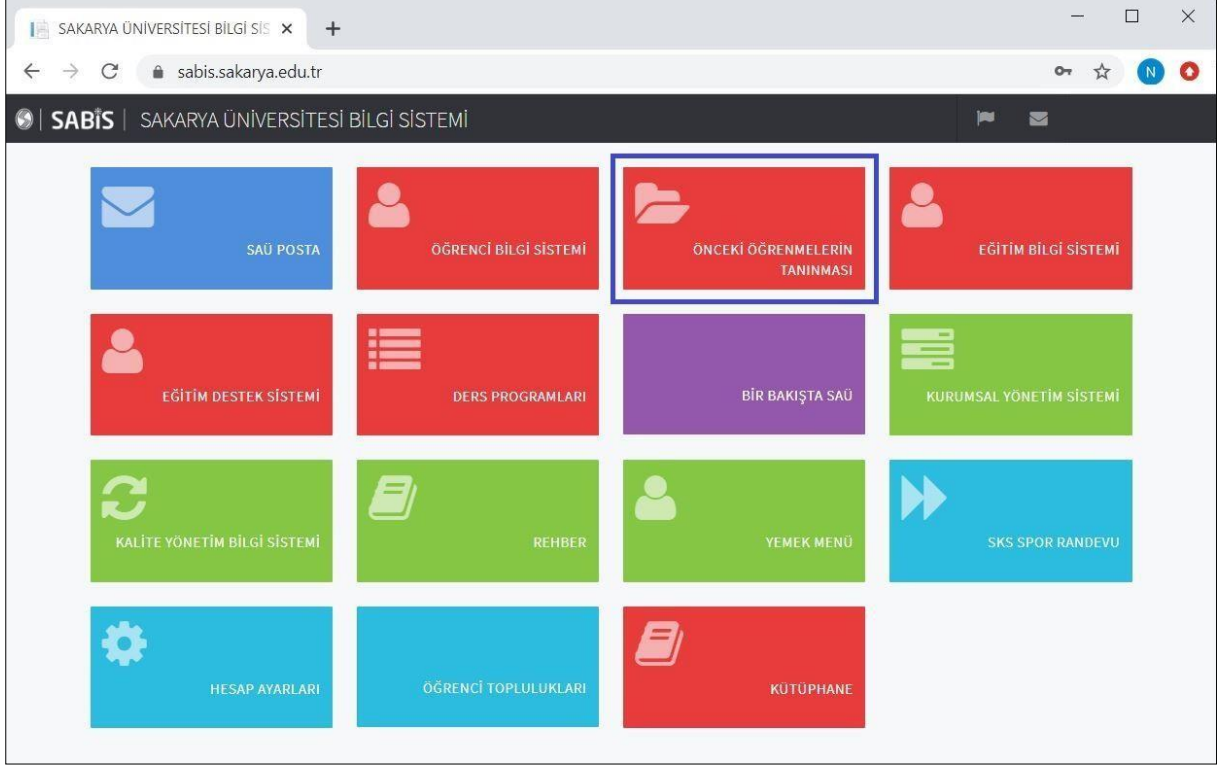 SAKARYA ÜNİVERSİTESİ BİLGİ SİS
sabis.sakarya.edu.tr
N
SABİS | SAKARYA ÜNİVERSİTESİ BİLGİ SİSTEMİ
SAÜ POSTA
ÖĞRENCİ BİLGİ SİSTEMİ
ÖNCEKİ ÖĞRENMELERİN
TANINMASI
EĞİTİM BİLGİ SİSTEMİ
EĞİTİM DESTEK SİSTEMİ
DERS PROGRAMLARI
BİR BAKIŞTA SAÜ
KURUMSAL YÖNETİM SİSTEMİ
KALİTE YÖNETİM BİLGİ SİSTEMİ
REHBER
YEMEK MENÜ
SKS SPOR RANDEVU
HESAP AYARLARI
ÖĞRENCİ TOPLULUKLARI
KÜTÜPHANE